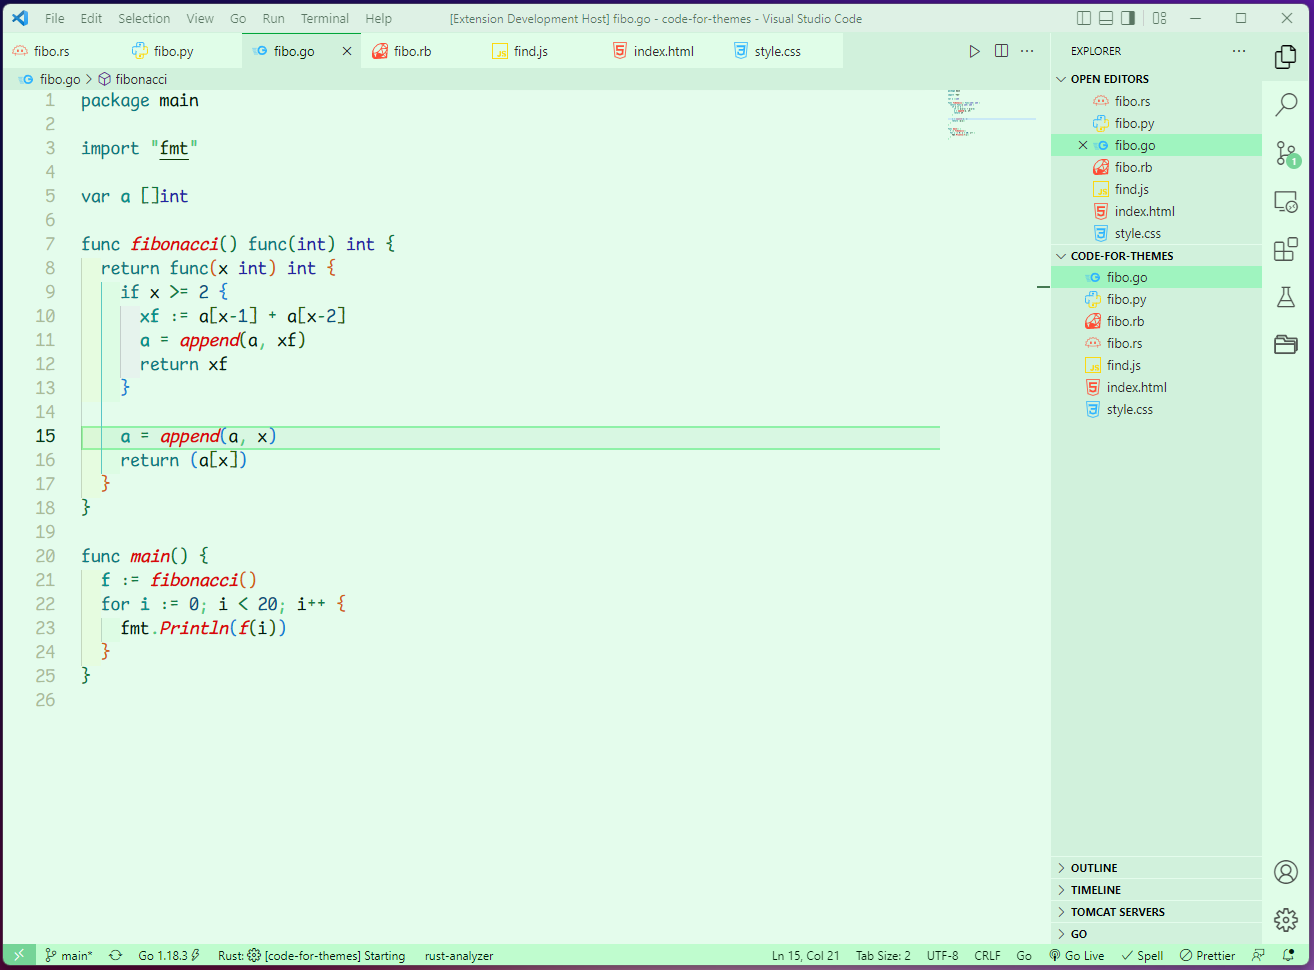 File Edit Selection View Go Run Terminal Help [Extension Development Host] fibo.go - code-for-themes - Visual Studio Code
fibo.rs fibo.py fibo.go fibo.rb find.js index.html style.css
fibo.go > fibonacci
1 package main
2
3 import "fmt"
4
5 var a []int
6
7 func fibonacci() func(int) int {
8 return func(x int) int {
9 if x >= 2 {
10 xf := a[x-1] + a[x-2]
11 a = append(a, xf)
12 return xf
13 }
14
15 a = append(a, x)
16 return (a[x])
17 }
18 }
19
20 func main() {
21 f := fibonacci()
22 for i := 0; i < 20; i++ {
23 fmt.Println(f(i))
24 }
25 }
26
EXPLORER
OPEN EDITORS
fibo.rs
fibo.py
fibo.go
fibo.rb
find.js
index.html
style.css
CODE-FOR-THEMES
fibo.go
fibo.py
fibo.rb
fibo.rs
find.js
index.html
style.css
OUTLINE
TIMELINE
TOMCAT SERVERS
GO
1
main* Go 1.18.3 Rust: [code-for-themes] Starting rust-analyzer Ln 15, Col 21 Tab Size: 2 UTF-8 CRLF Go Go Live Spell Prettier